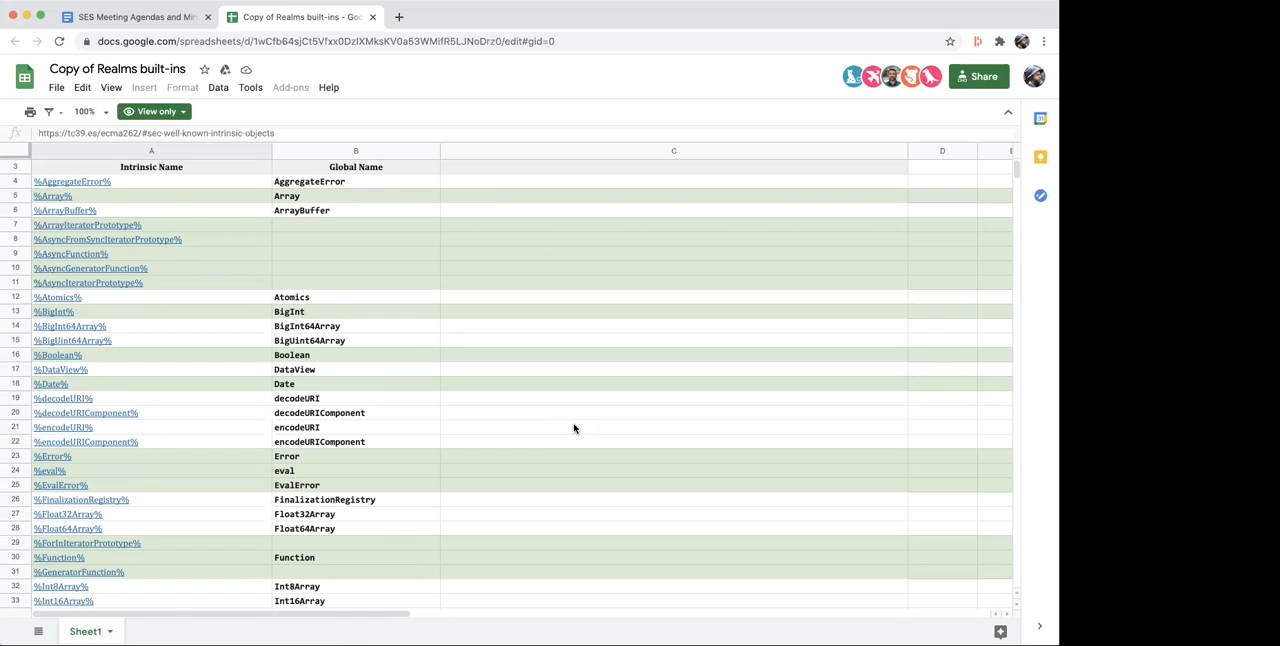 SES Meeting Agendas and Min
Copy of Realms built-ins - Goo
docs.google.com/spreadsheets/d/1wCfb64sjCt5Vfxx0DzlXMksKV0a53WMifR5LJNoDrz0/edit#gid=0
Copy of Realms built-ins
Share
File Edit View Insert Format Data Tools Add-ons Help
100% View only
fx https://tc39.es/ecma262/#sec-well-known-intrinsic-objects
A B C D E
3 Intrinsic Name Global Name
4 %AggregateError% AggregateError
5 %Array% Array
6 %ArrayBuffer% ArrayBuffer
7 %ArrayIteratorPrototype%
8 %AsyncFromSyncIteratorPrototype%
9 %AsyncFunction%
10 %AsyncGeneratorFunction%
11 %AsyncIteratorPrototype%
12 %Atomics% Atomics
13 %BigInt% BigInt
14 %BigInt64Array% BigInt64Array
15 %BigUint64Array% BigUint64Array
16 %Boolean% Boolean
17 %DataView% DataView
18 %Date% Date
19 %decodeURI% decodeURI
20 %decodeURIComponent% decodeURIComponent
21 %encodeURI% encodeURI
22 %encodeURIComponent% encodeURIComponent
23 %Error% Error
24 %eval% eval
25 %EvalError% EvalError
26 %FinalizationRegistry% FinalizationRegistry
27 %Float32Array% Float32Array
28 %Float64Array% Float64Array
29 %ForInIteratorPrototype%
30 %Function% Function
31 %GeneratorFunction%
32 %Int8Array% Int8Array
33 %Int16Array% Int16Array
Sheet1